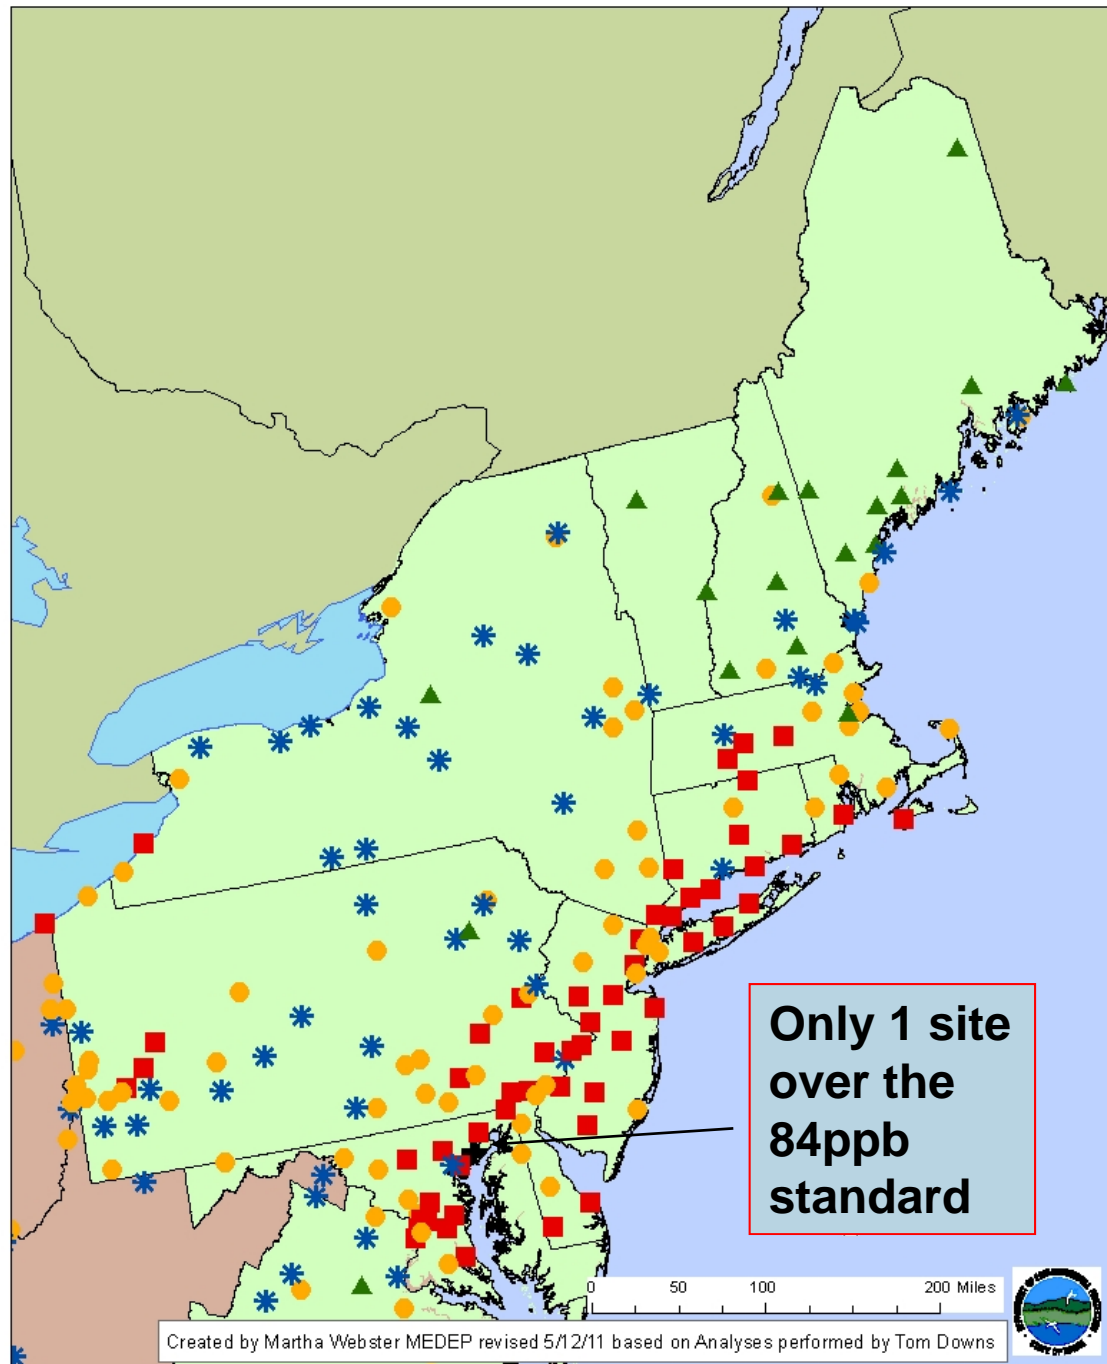 Only 1 site
over the
84ppb
standard
0 50 100 200 Miles
Created by Martha Webster MEDEP revised 5/12/11 based on Analyses performed by Tom Downs